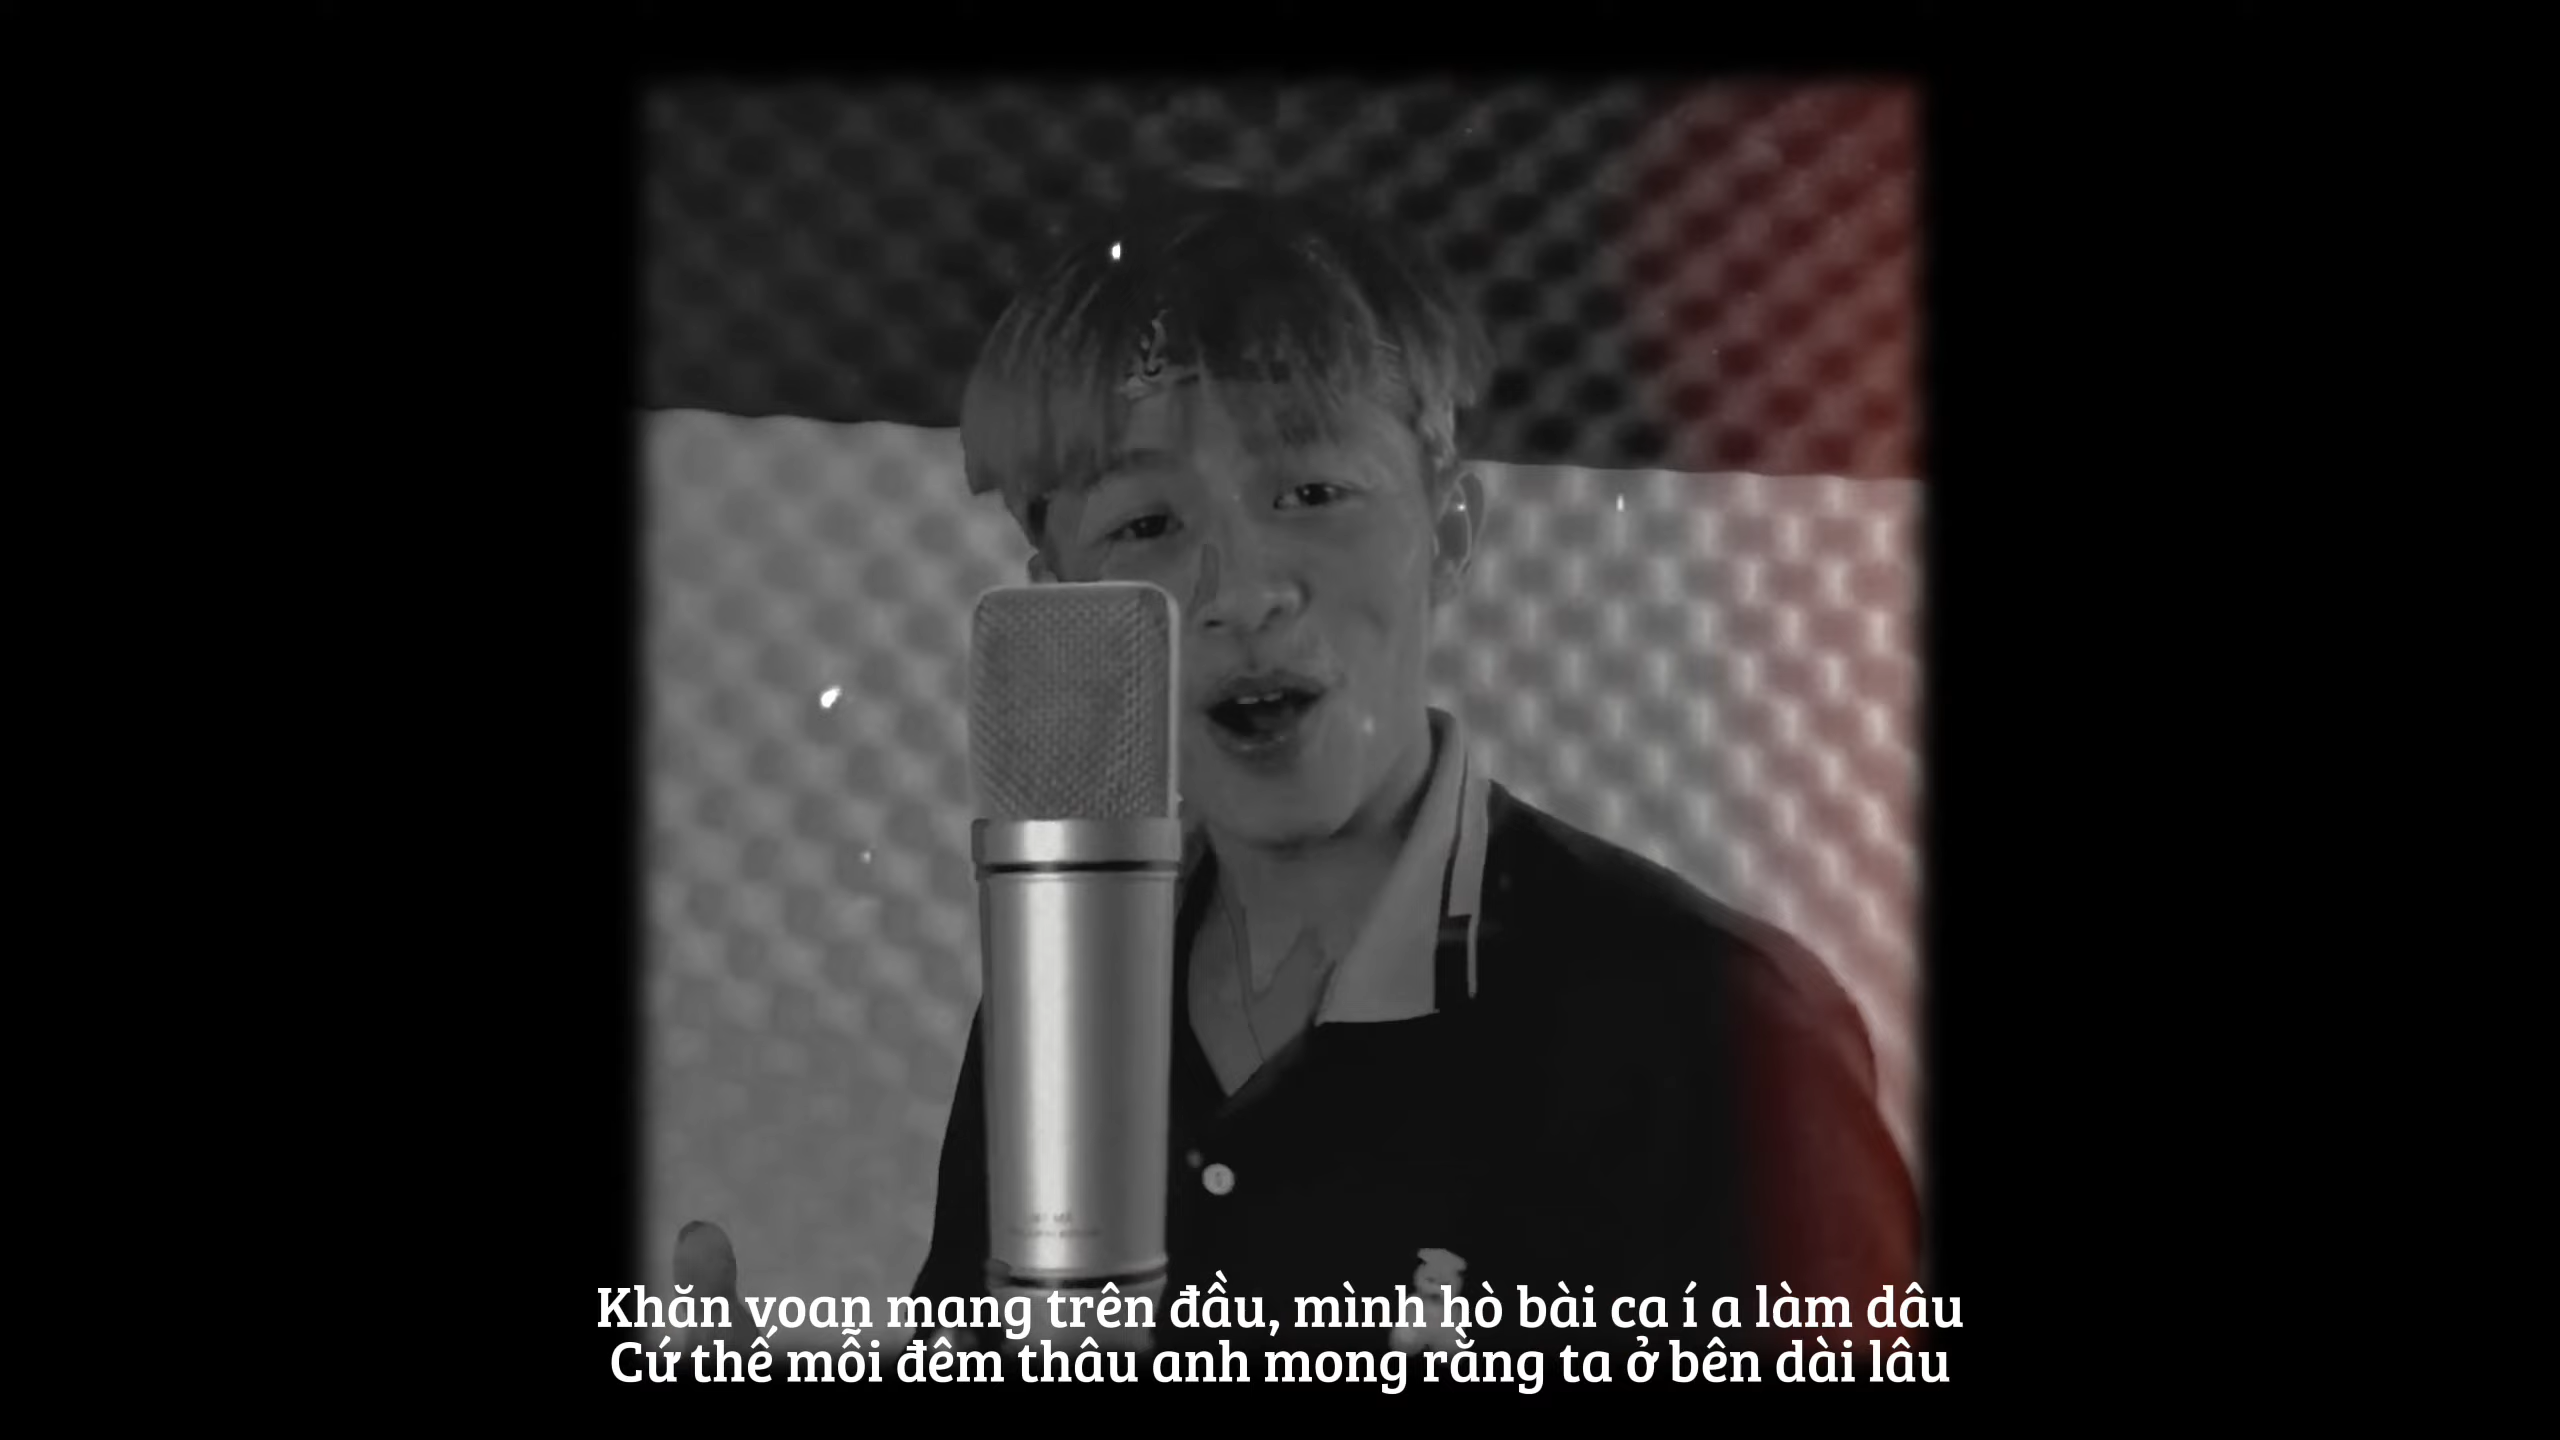 Khăn voan mang trên đầu, mình hò bài ca í a làm dâu
Cứ thế mỗi đêm thâu anh mong rằng ta ở bên dài lâu